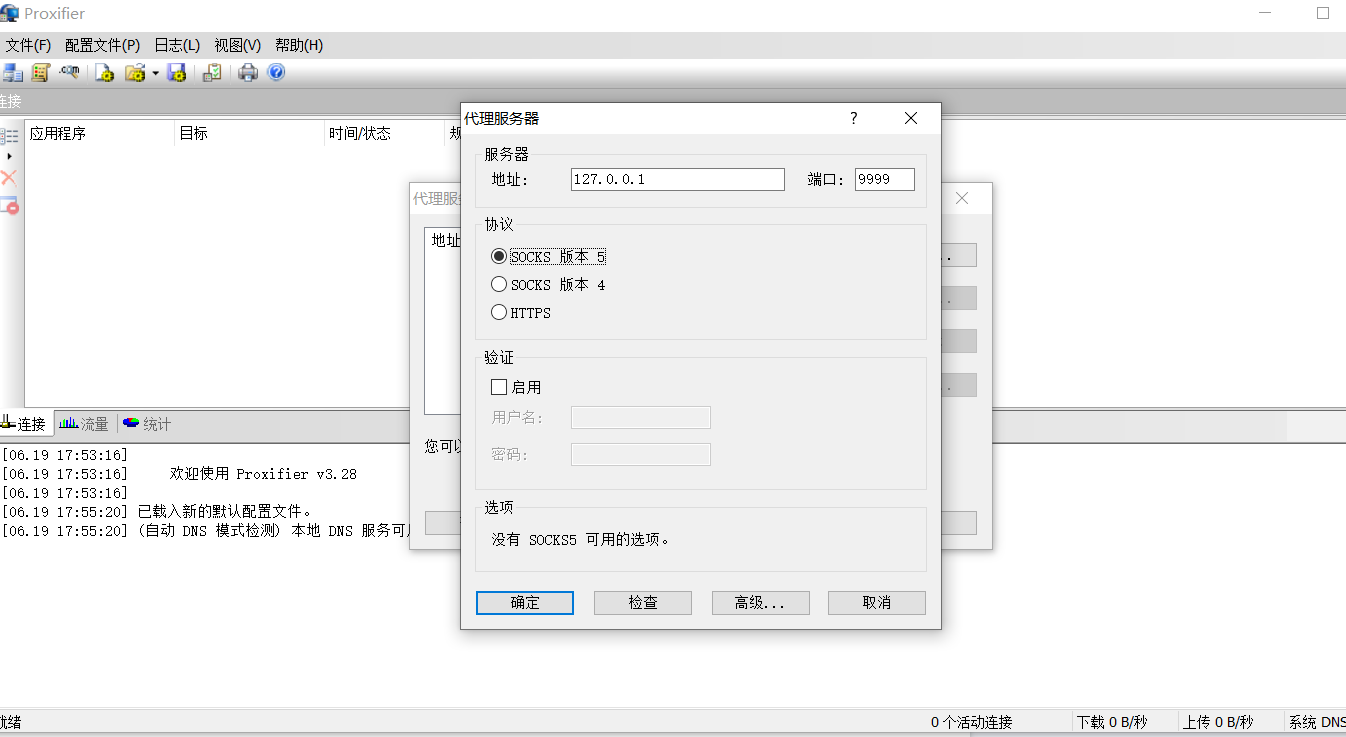 Proxifier
文件(F) 配置文件(P) 日志(L) 视图(V) 帮助(H)
连接
应用程序 目标 时间/状态
代理服务器 ?
服务器
地址: 127.0.0.1 端口: 9999
协议
SOCKS 版本 5
SOCKS 版本 4
HTTPS
验证
启用
用户名:
密码:
选项
没有 SOCKS5 可用的选项。
确定 检查 高级... 取消
代理服
地址
您可以
连接 流量 统计
[06.19 17:53:16]
[06.19 17:53:16] 欢迎使用 Proxifier v3.28
[06.19 17:53:16]
[06.19 17:55:20] 已载入新的默认配置文件。
[06.19 17:55:20] (自动 DNS 模式检测) 本地 DNS 服务可
就绪 0 个活动连接 下载 0 B/秒 上传 0 B/秒 系统 DNS